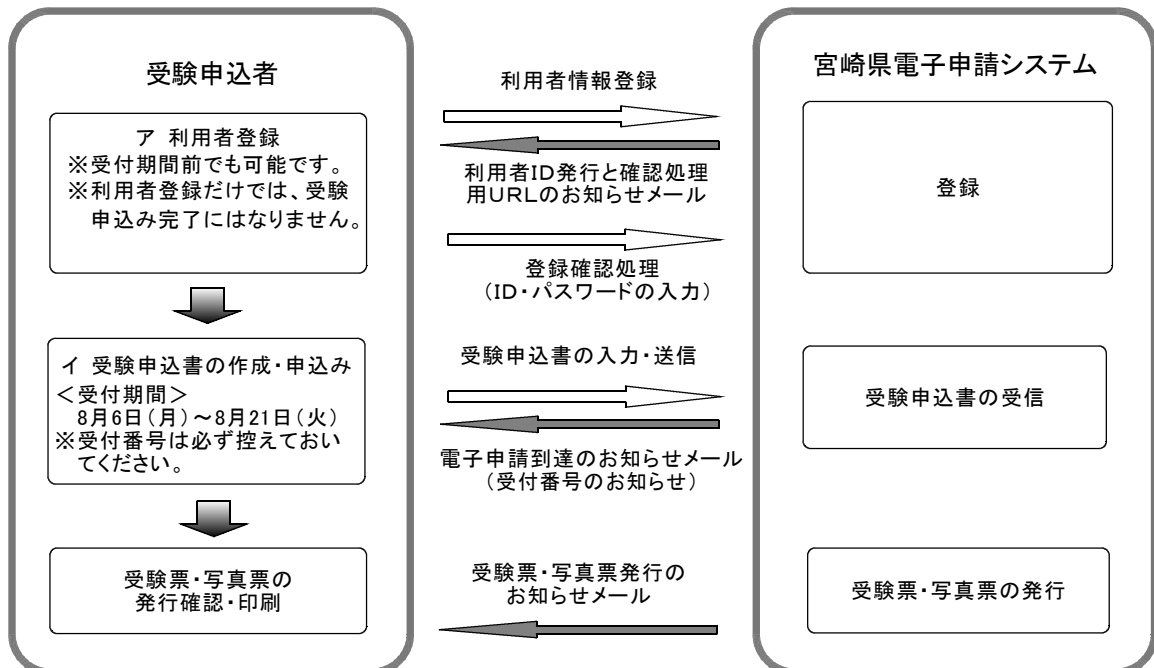 受験申込者
ア 利用者登録
※受付期間前でも可能です。
※利用者登録だけでは、受験
申込み完了にはなりません。
イ 受験申込書の作成・申込み
＜受付期間＞
8月6日（月）～8月21日（火）
※受付番号は必ず控えておい
てください。
受験票・写真票の
発行確認・印刷
利用者情報登録
利用者ID発行と確認処理
用URLのお知らせメール
登録確認処理
（ID・パスワードの入力）
受験申込書の入力・送信
電子申請到達のお知らせメール
（受付番号のお知らせ）
受験票・写真票発行の
お知らせメール
宮崎県電子申請システム
登録
受験申込書の受信
受験票・写真票の発行